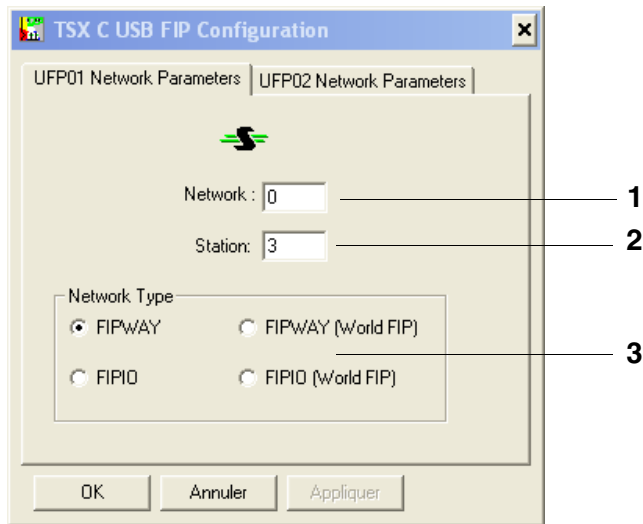 TSX C USB FIP Configuration
UFP01 Network Parameters UFP02 Network Parameters
Network : 0 1
Station: 3 2
Network Type
FIPWAY FIPWAY (World FIP)
3
FIPIO FIPIO (World FIP)
OK Annuler Appliquer